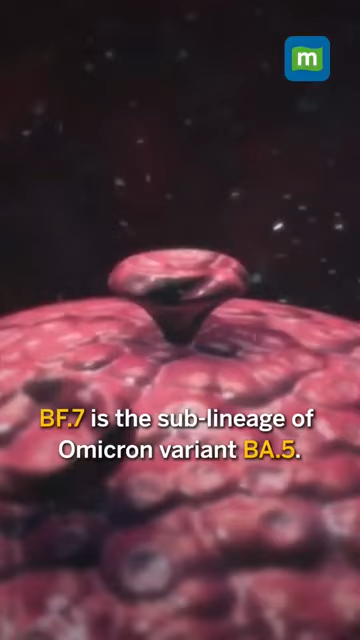 m
BF.7 is the sub-lineage of
Omicron variant BA.5.